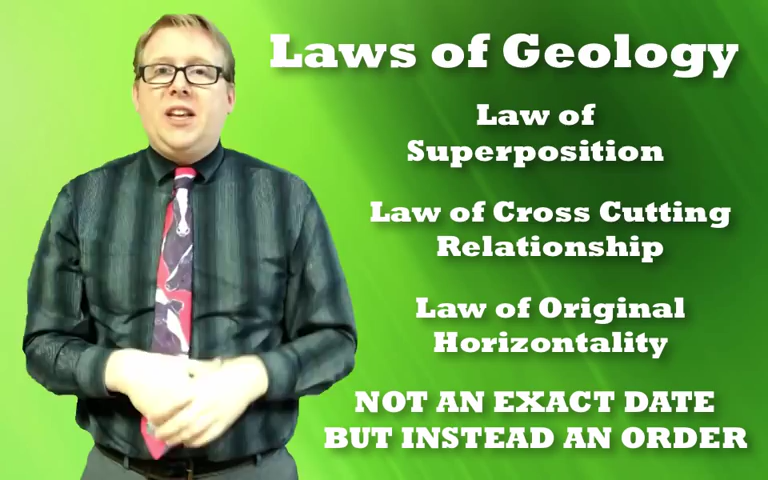 Laws of Geology
Law of
Superposition
Law of Cross Cutting
Relationship
Law of Original
Horizontality
NOT AN EXACT DATE
BUT INSTEAD AN ORDER